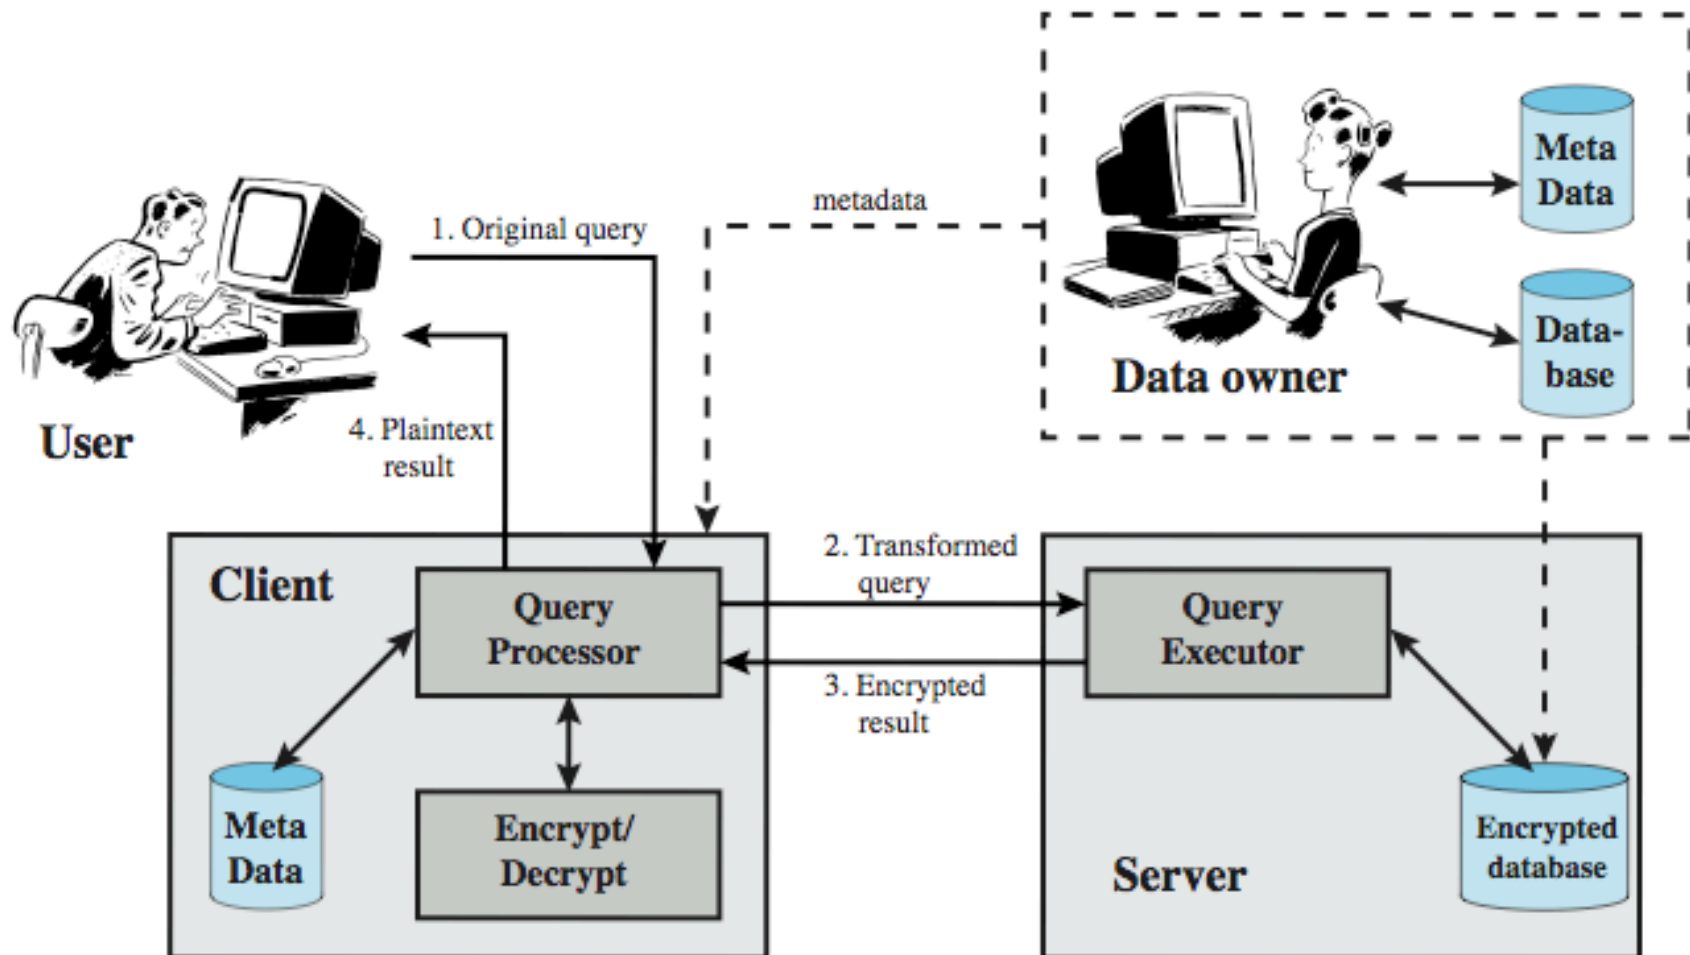 Meta
Data
metadata
1. Original query
Data-
base
Data owner
User
4. Plaintext
result
Client
2. Transformed
query
Query
Processor
Query
Executor
3. Encrypted
result
Meta
Data
Encrypt/
Decrypt
Encrypted
database
Server